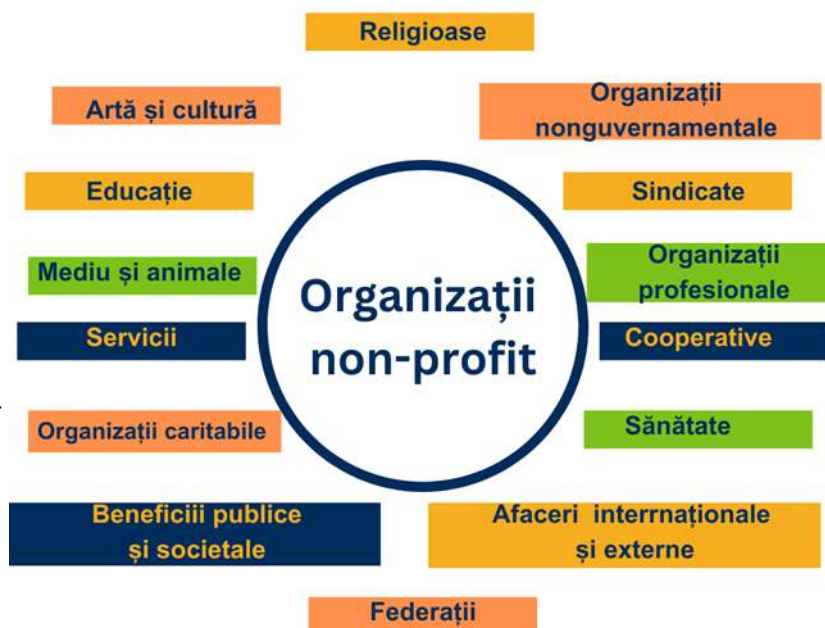 Religioase
Artă și cultură
Organizații
nonguvernamentale
Educație
Sindicate
Mediu și animale
Organizații
profesionale
Servicii
Cooperative
Organizații
non-profit
Organizații caritabile
Sănătate
Beneficiii publice
și societale
Afaceri interrnaționale
și externe
Federații